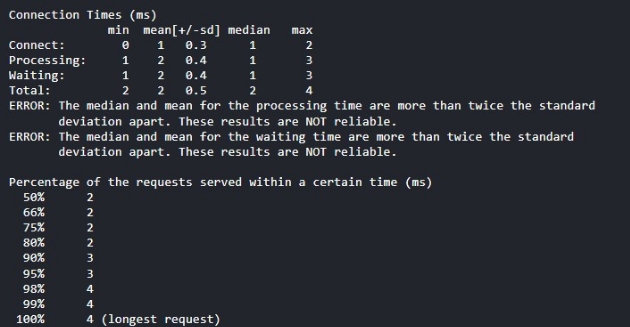 Connection Times (ms)
              min  mean[+/-sd] median   max
Connect:        0    1   0.3      1       2
Processing:     1    2   0.4      1       3
Waiting:        1    2   0.4      1       3
Total:          2    2   0.5      2       4
ERROR: The median and mean for the processing time are more than twice the standard
       deviation apart. These results are NOT reliable.
ERROR: The median and mean for the waiting time are more than twice the standard
       deviation apart. These results are NOT reliable.

Percentage of the requests served within a certain time (ms)
  50%      2
  66%      2
  75%      2
  80%      2
  90%      3
  95%      3
  98%      4
  99%      4
 100%      4 (longest request)